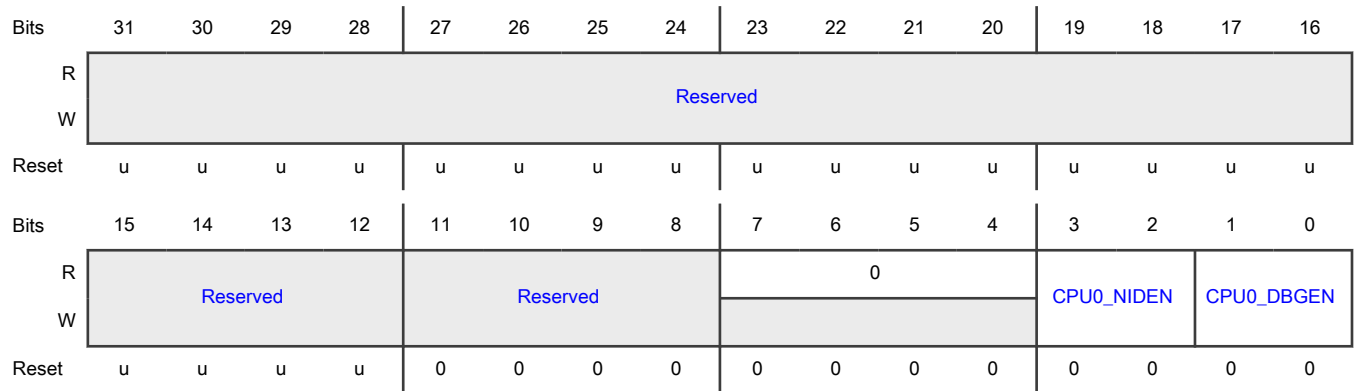 Bits 31 30 29 28 27 26 25 24 23 22 21 20 19 18 17 16
R
Reserved
W
Reset u u u u u u u u u u u u u u u u
Bits 15 14 13 12 11 10 9 8 7 6 5 4 3 2 1 0
R 0
Reserved Reserved CPU0_NIDEN CPU0_DBGEN
W
Reset u u u u 0 0 0 0 0 0 0 0 0 0 0 0